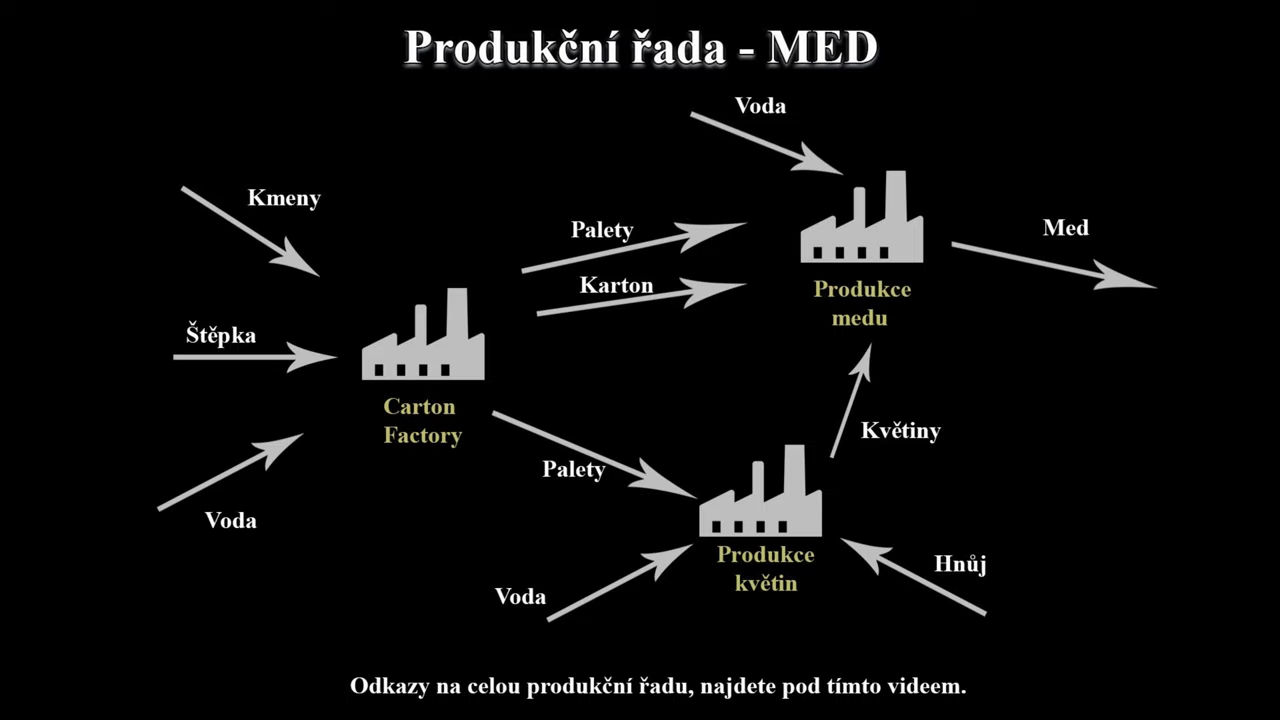 Produkční řada - MED
Voda
Kmeny
Palety
Med
Karton
Produkce
medu
Štěpka
Carton
Factory
Květiny
Palety
Voda
Produkce
květin
Hnůj
Voda
Odkazy na celou produkční řadu, najdete pod tímto videem.